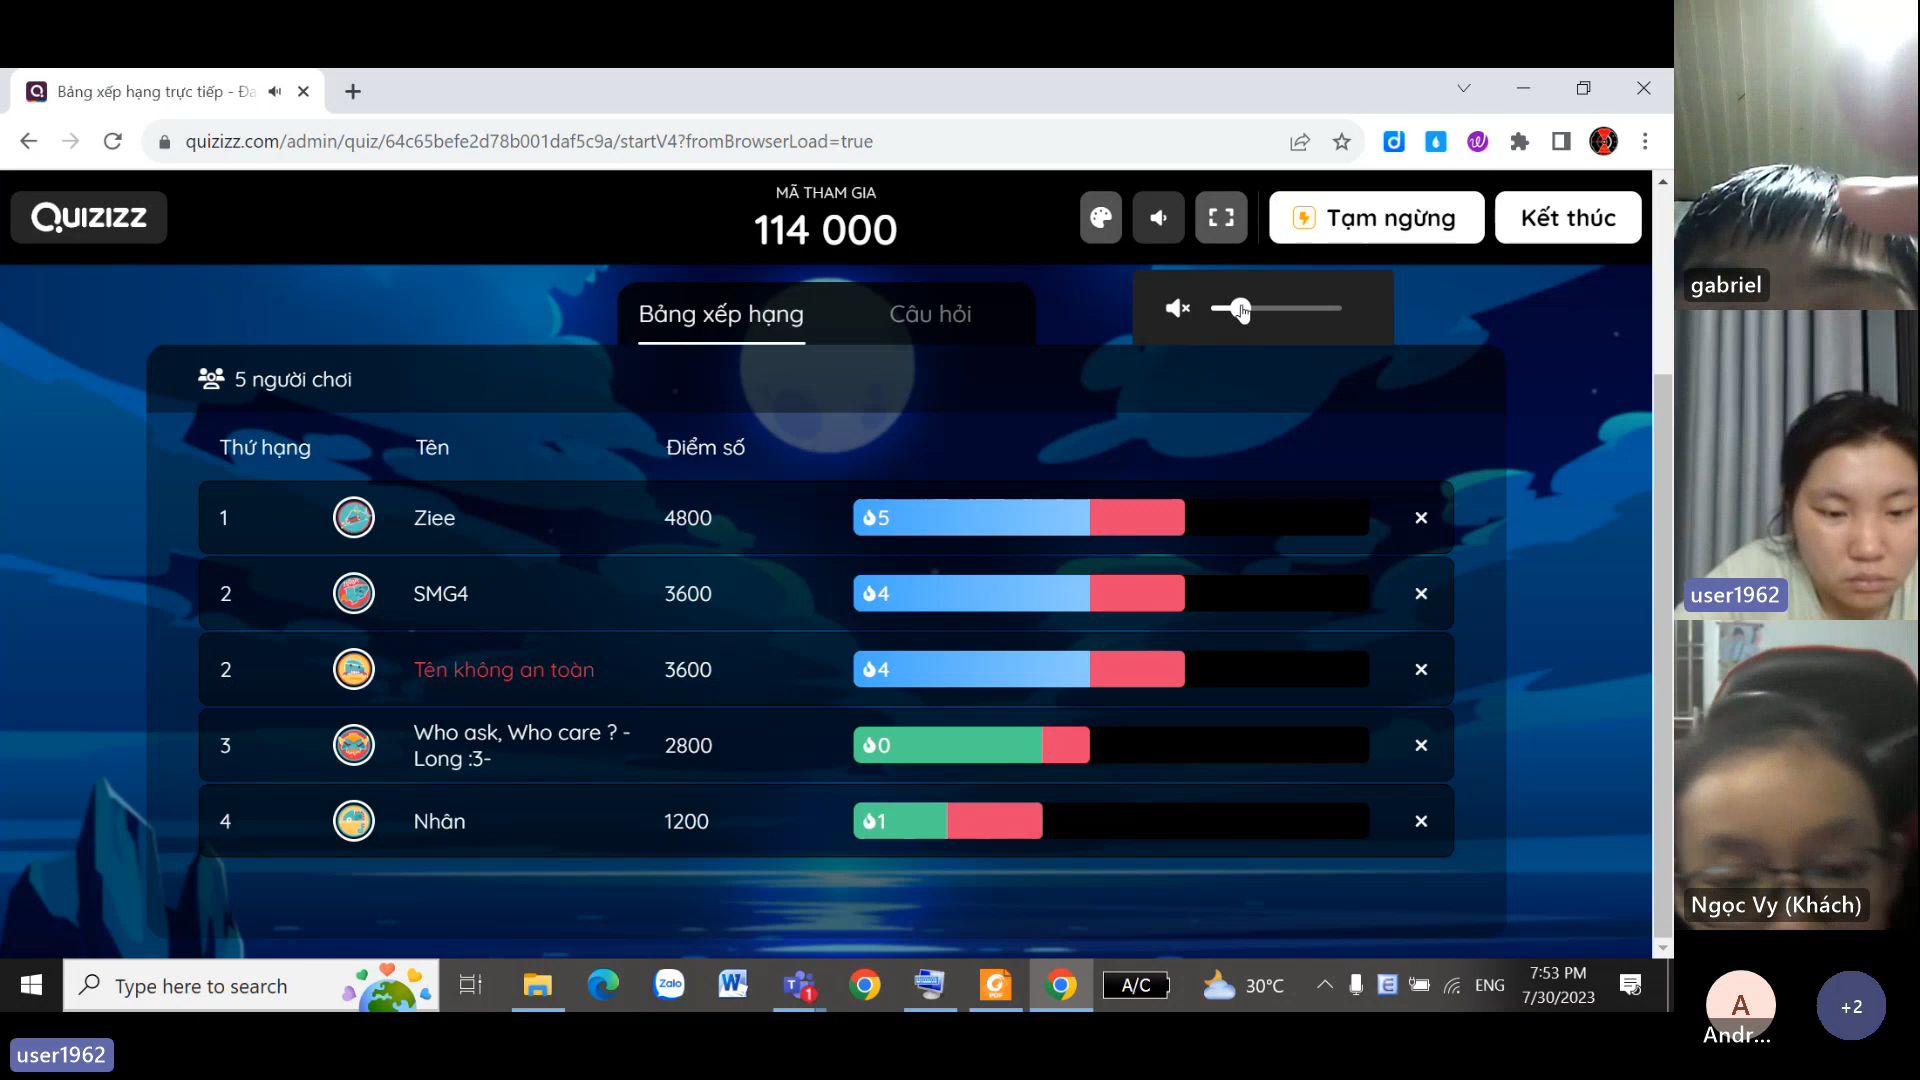 Bảng xếp hạng trực tiếp - Đa
quizizz.com/admin/quiz/64c65befe2d78b001daf5c9a/startV4?fromBrowserLoad=true
QUIZIZZ
MÃ THAM GIA
114 000
Tạm ngừng
Kết thúc
Bảng xếp hạng
Câu hỏi
5 người chơi
Thứ hạng Tên Điểm số
1 Ziee 4800 5
2 SMG4 3600 4
2 Tên không an toàn 3600 4
3 Who ask, Who care ? -
Long :3-
2800 0
4 Nhân 1200 1
gabriel
user1962
Ngọc Vy (Khách)
A
Andr...
+2
Type here to search
Zalo
1
A/C
30°C
ENG
7:53 PM
7/30/2023
user1962